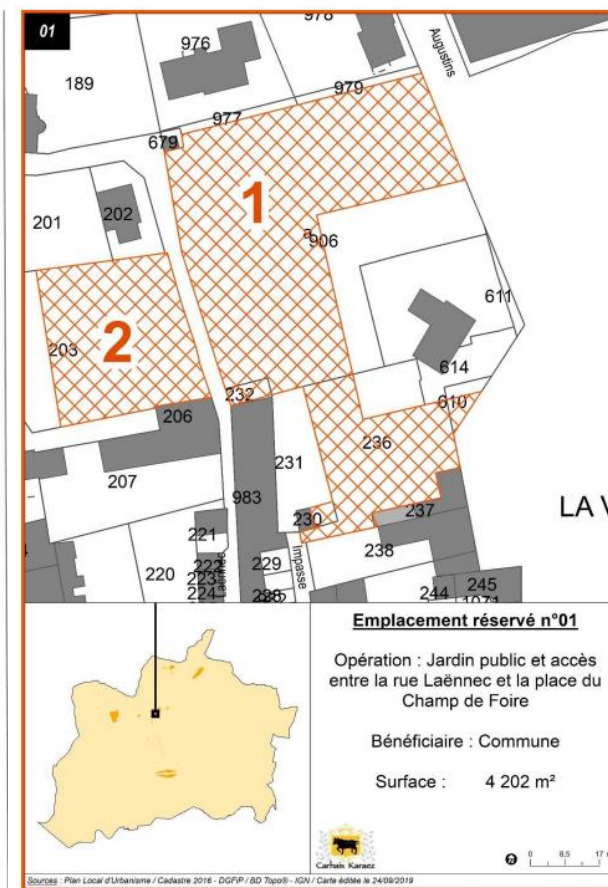 01
976
978
Augustins
189
979
977
679
1
201
202
a
906
203
2
611
614
232
610
206
236
231
207
983
LA V
237
221
230
238
220
222
223
224
Laënnec
229
Impasse
244
245
228
Emplacement réservé n°01
Opération : Jardin public et accès
entre la rue Laënnec et la place du
Champ de Foire
Bénéficiaire : Commune
Surface : 4 202 m²
Carhaix Karaez
0 8,5 17
Sources : Plan Local d'Urbanisme / Cadastre 2016 - DGFiP / BD Topo® - IGN / Carte éditée le 24/09/2019